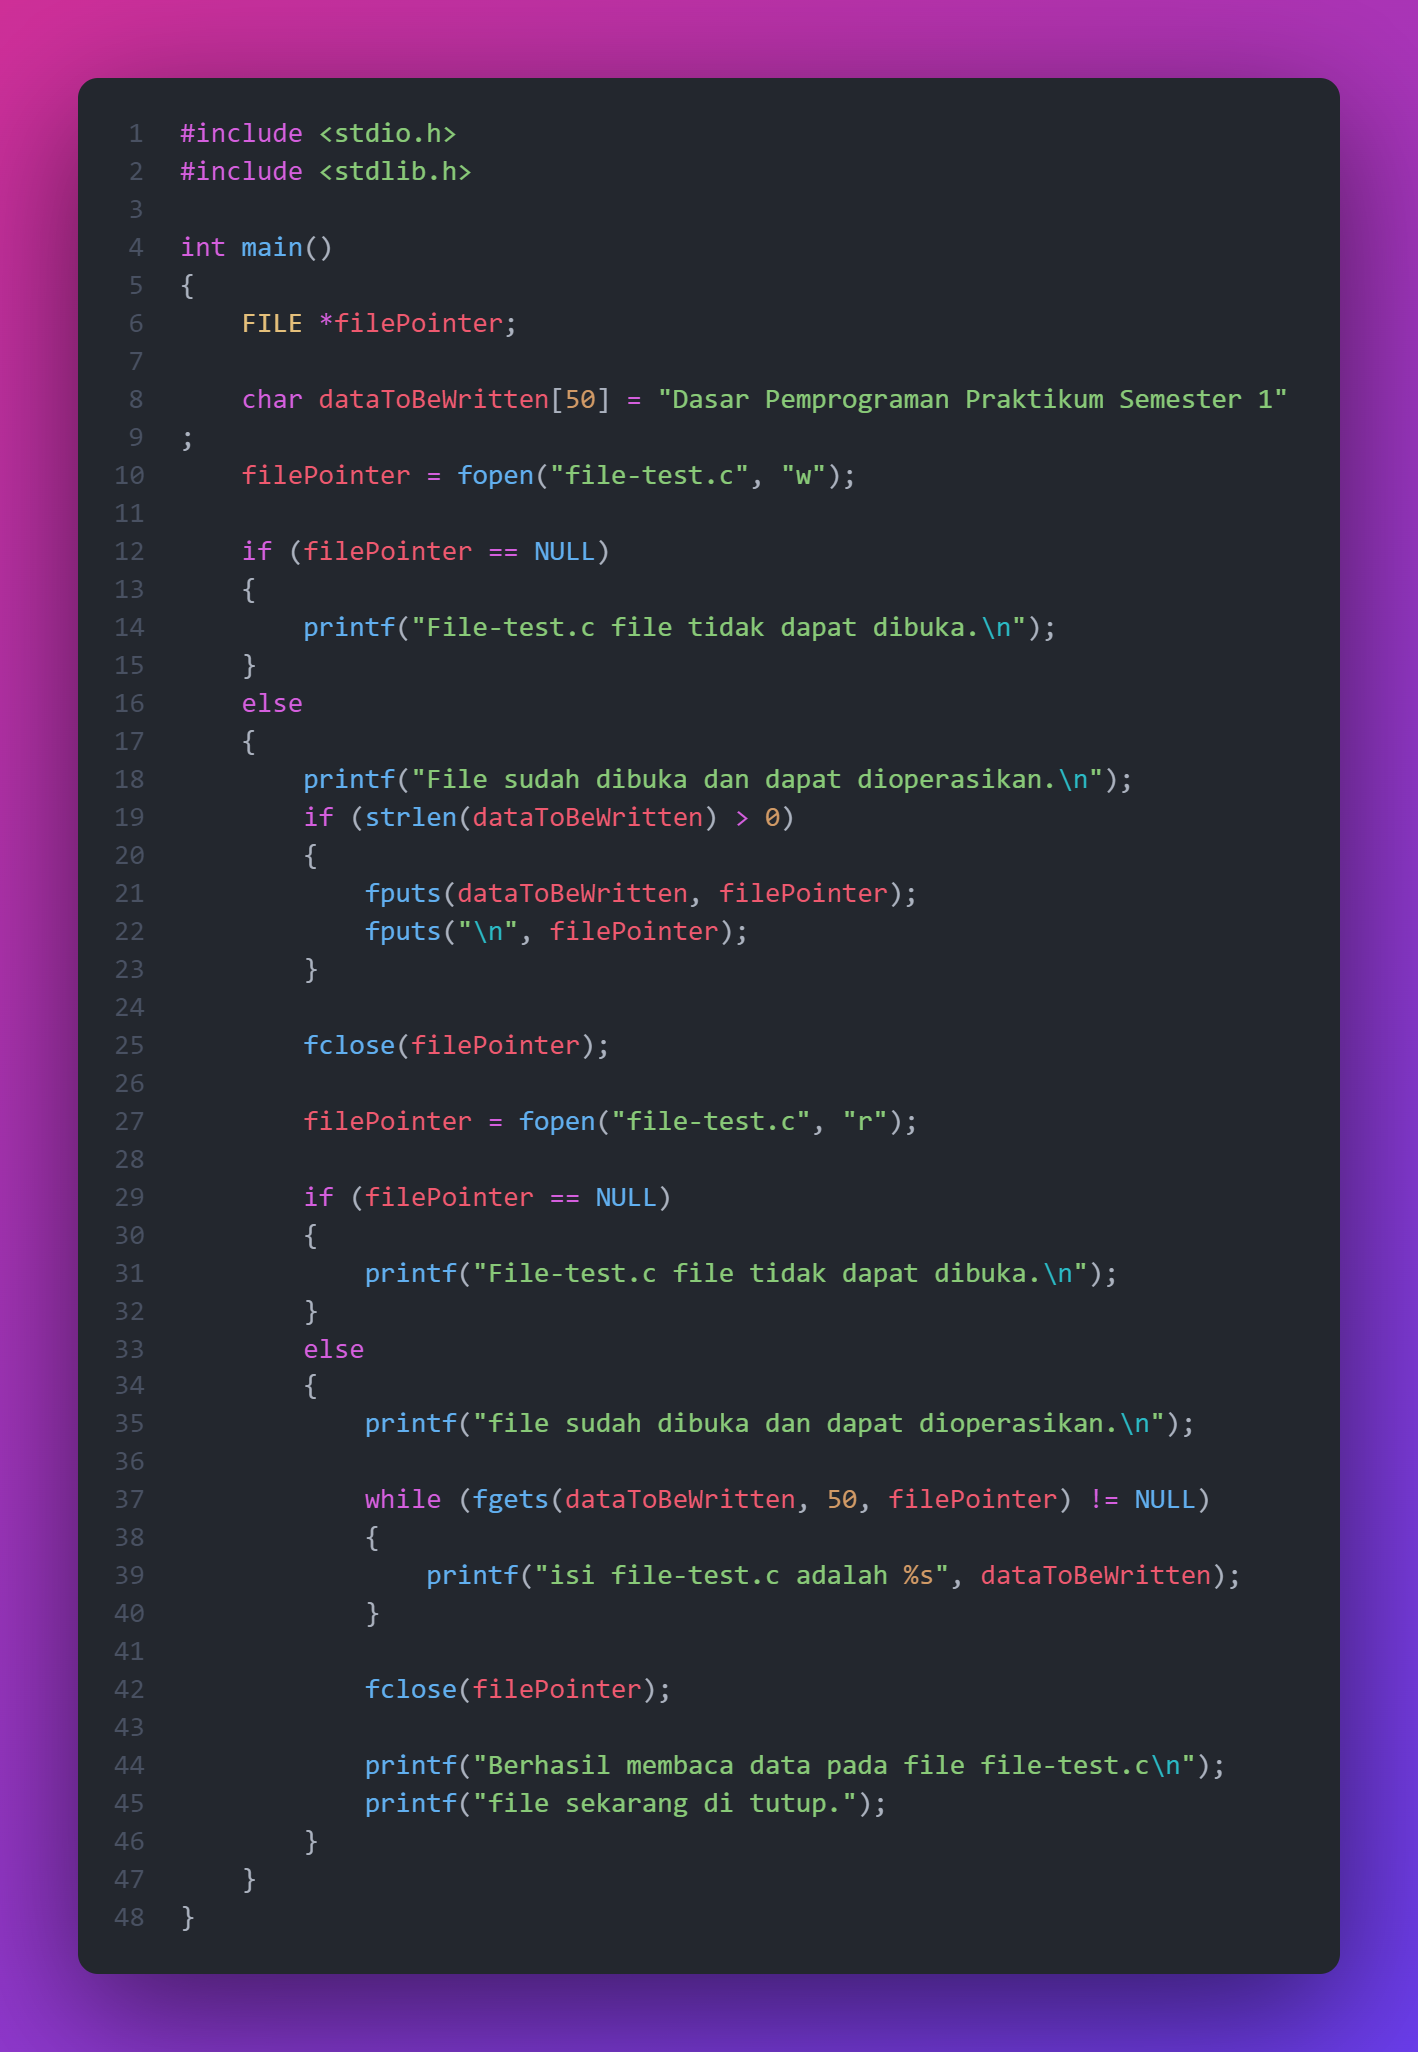 1 #include <stdio.h>
2 #include <stdlib.h>
3
4 int main()
5 {
6     FILE *filePointer;
7
8     char dataToBeWritten[50] = "Dasar Pemprograman Praktikum Semester 1"
9 ;
10     filePointer = fopen("file-test.c", "w");
11
12     if (filePointer == NULL)
13     {
14         printf("File-test.c file tidak dapat dibuka.\n");
15     }
16     else
17     {
18         printf("File sudah dibuka dan dapat dioperasikan.\n");
19         if (strlen(dataToBeWritten) > 0)
20         {
21             fputs(dataToBeWritten, filePointer);
22             fputs("\n", filePointer);
23         }
24
25         fclose(filePointer);
26
27         filePointer = fopen("file-test.c", "r");
28
29         if (filePointer == NULL)
30         {
31             printf("File-test.c file tidak dapat dibuka.\n");
32         }
33         else
34         {
35             printf("file sudah dibuka dan dapat dioperasikan.\n");
36
37             while (fgets(dataToBeWritten, 50, filePointer) != NULL)
38             {
39                 printf("isi file-test.c adalah %s", dataToBeWritten);
40             }
41
42             fclose(filePointer);
43
44             printf("Berhasil membaca data pada file file-test.c\n");
45             printf("file sekarang di tutup.");
46         }
47     }
48 }